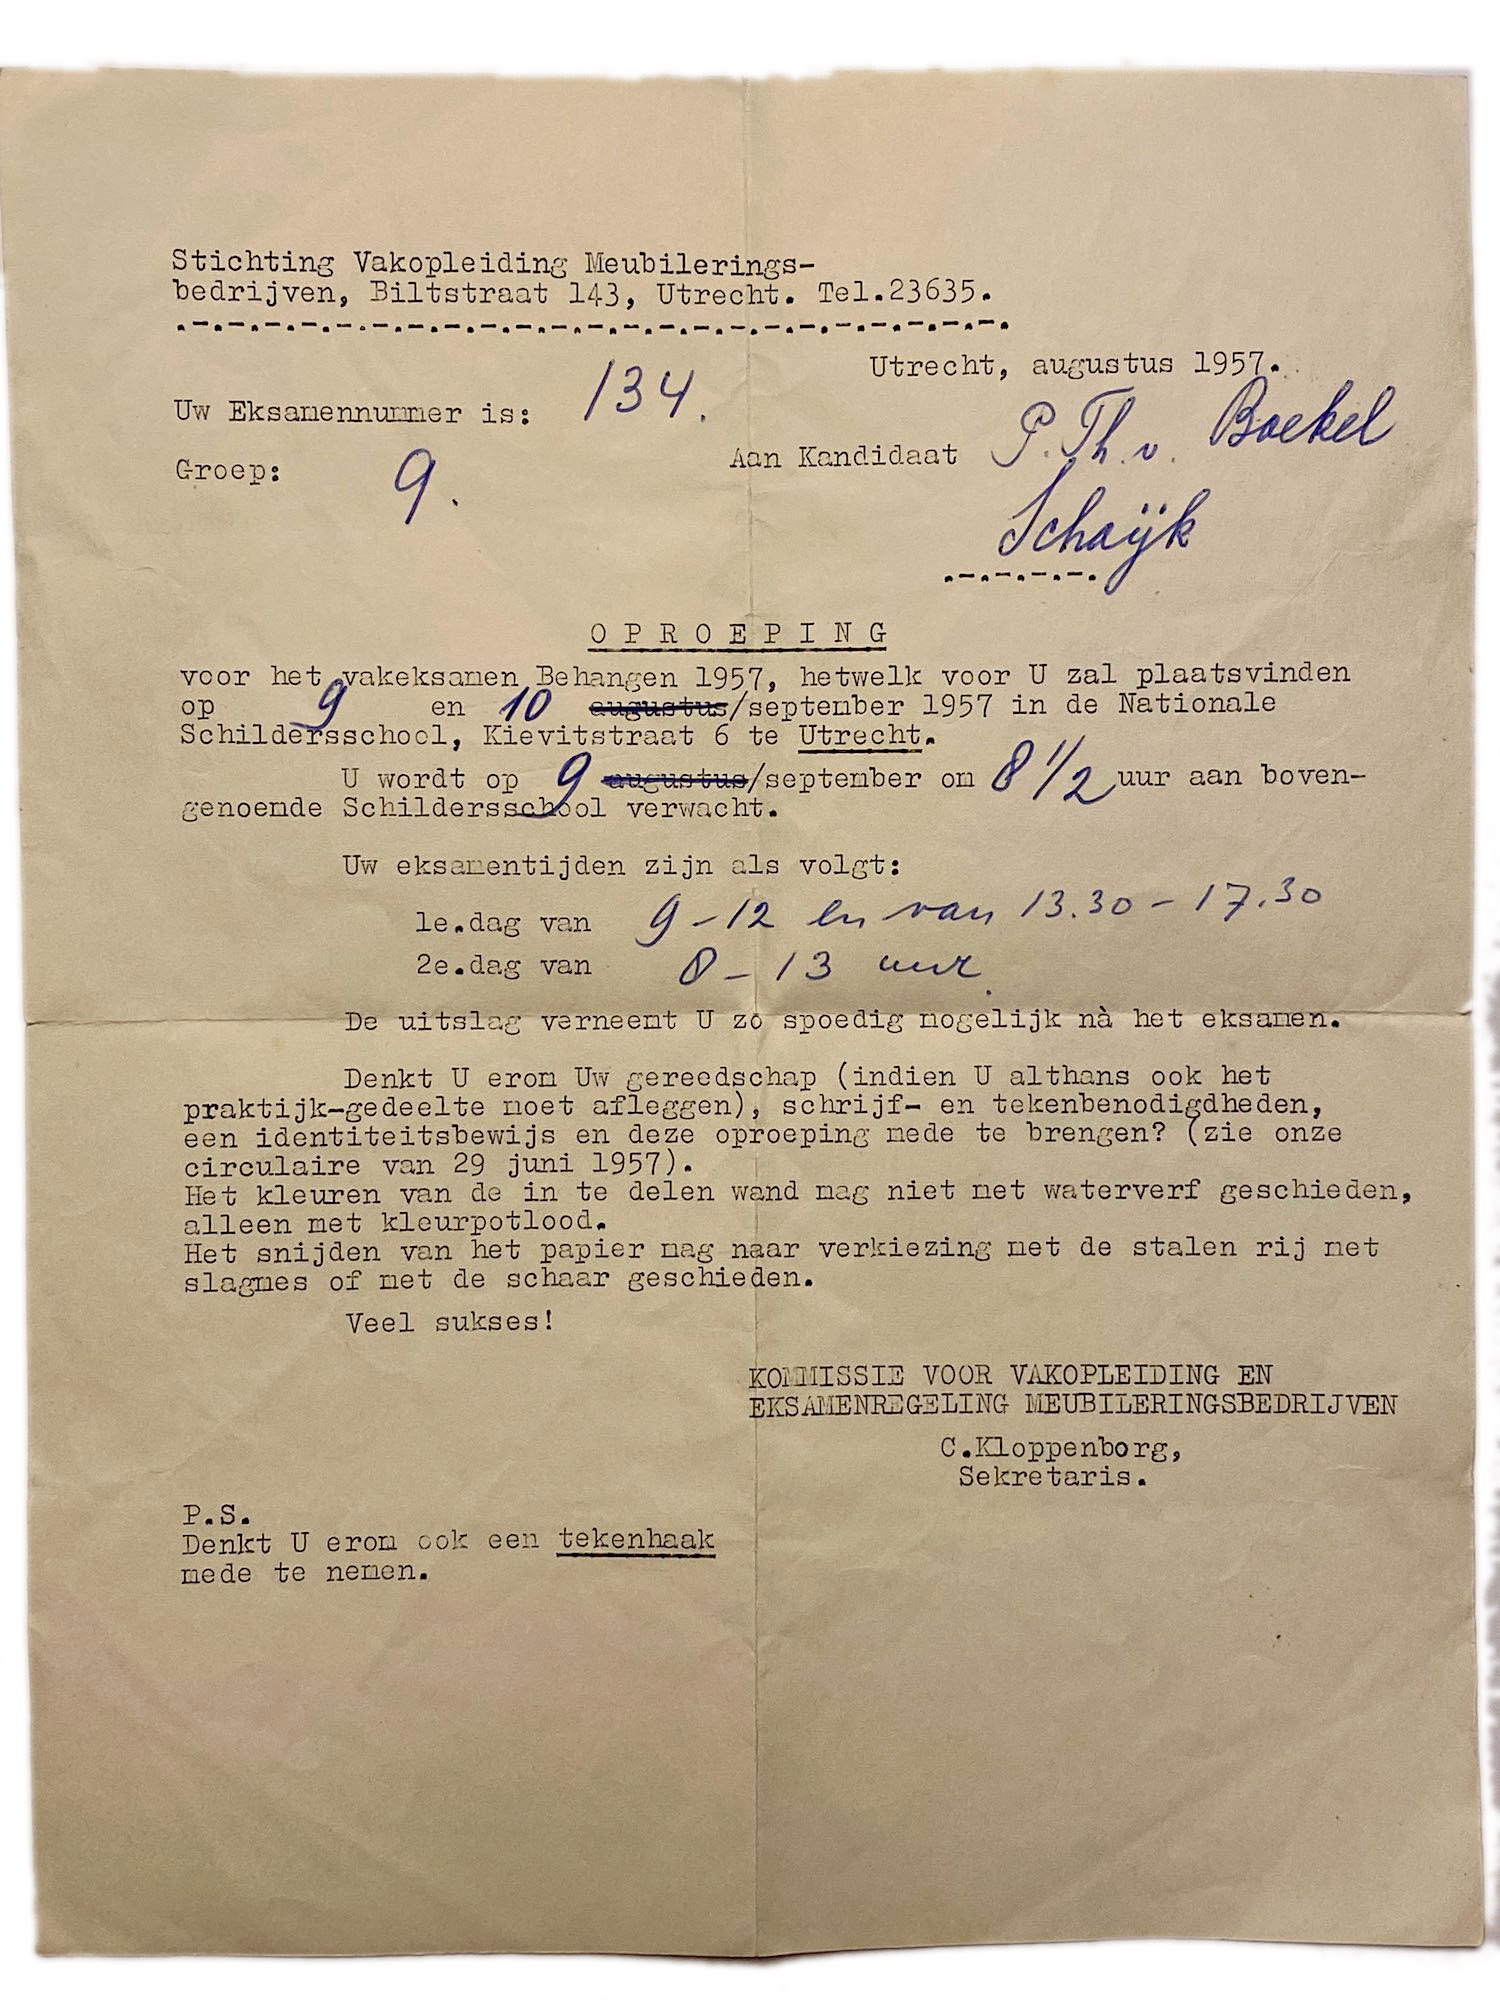 Stichting Vakopleiding Meubilerings-
bedrijven, Biltstraat 143, Utrecht. Tel.23635.
Utrecht, augustus 1957.
Uw Eksamennummer is: 134.
Aan Kandidaat P. Th. v. Boekel
Groep: 9.
Schaijk
OPROEPING
voor het vakeksamen Behangen 1957, hetwelk voor U zal plaatsvinden
op 9 en 10 augustus/september 1957 in de Nationale
Schildersschool, Kievitstraat 6 te Utrecht.
U wordt op 9 augustus/september om 8 1/2 uur aan boven-
genoemde Schildersschool verwacht.
Uw eksamentijden zijn als volgt:
1e.dag van 9 - 12 en van 13.30 - 17.30
2e.dag van 8 - 13 uur.
De uitslag verneemt U zo spoedig mogelijk nà het eksamen.
Denkt U erom Uw gereedschap (indien U althans ook het
praktijk-gedeelte moet afleggen), schrijf- en tekenbenodigdheden,
een identiteitsbewijs en deze oproeping mede te brengen? (zie onze
circulaire van 29 juni 1957).
Het kleuren van de in te delen wand mag niet met waterverf geschieden,
alleen met kleurpotlood.
Het snijden van het papier mag naar verkiezing met de stalen rij met
slagmes of met de schaar geschieden.
Veel sukses!
KOMMISSIE VOOR VAKOPLEIDING EN
EKSAMENREGELING MEUBILERINGSBEDRIJVEN
C.Kloppenborg,
Sekretaris.
P.S.
Denkt U erom ook een tekenhaak
mede te nemen.